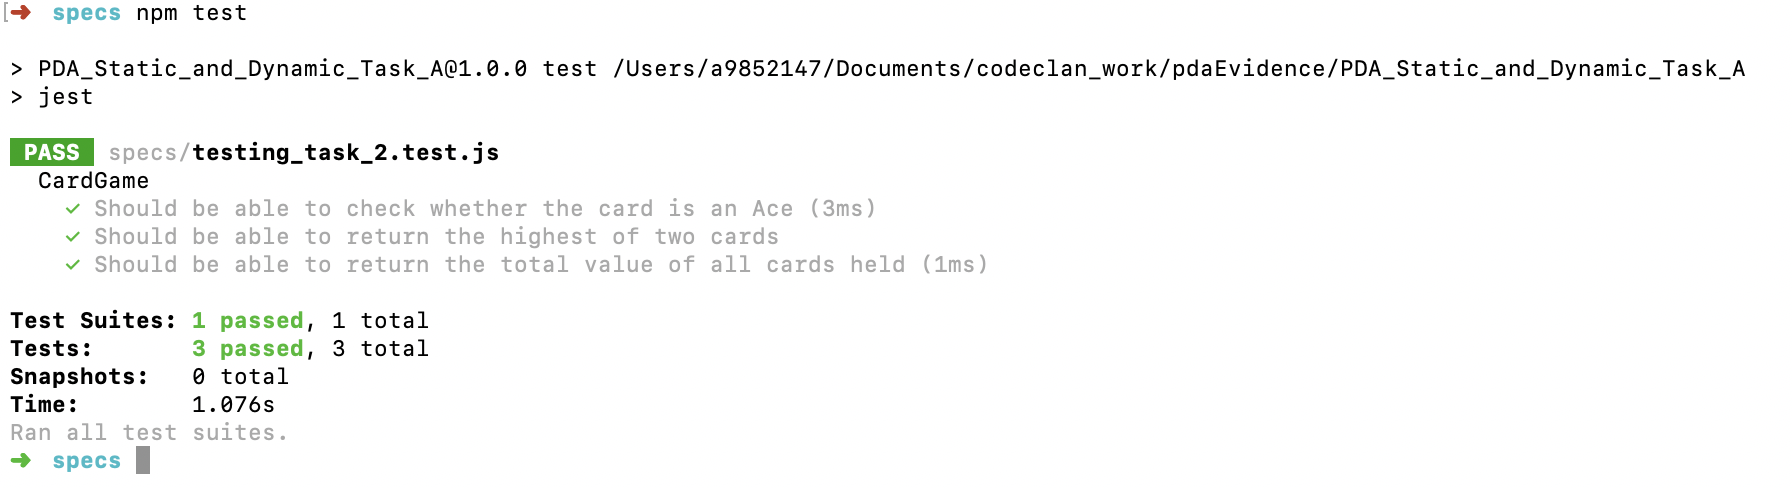 [➜ specs npm test
> PDA_Static_and_Dynamic_Task_A@1.0.0 test /Users/a9852147/Documents/codeclan_work/pdaEvidence/PDA_Static_and_Dynamic_Task_A
> jest
PASS specs/testing_task_2.test.js
CardGame
✓ Should be able to check whether the card is an Ace (3ms)
✓ Should be able to return the highest of two cards
✓ Should be able to return the total value of all cards held (1ms)
Test Suites: 1 passed, 1 total
Tests: 3 passed, 3 total
Snapshots: 0 total
Time: 1.076s
Ran all test suites.
➜ specs